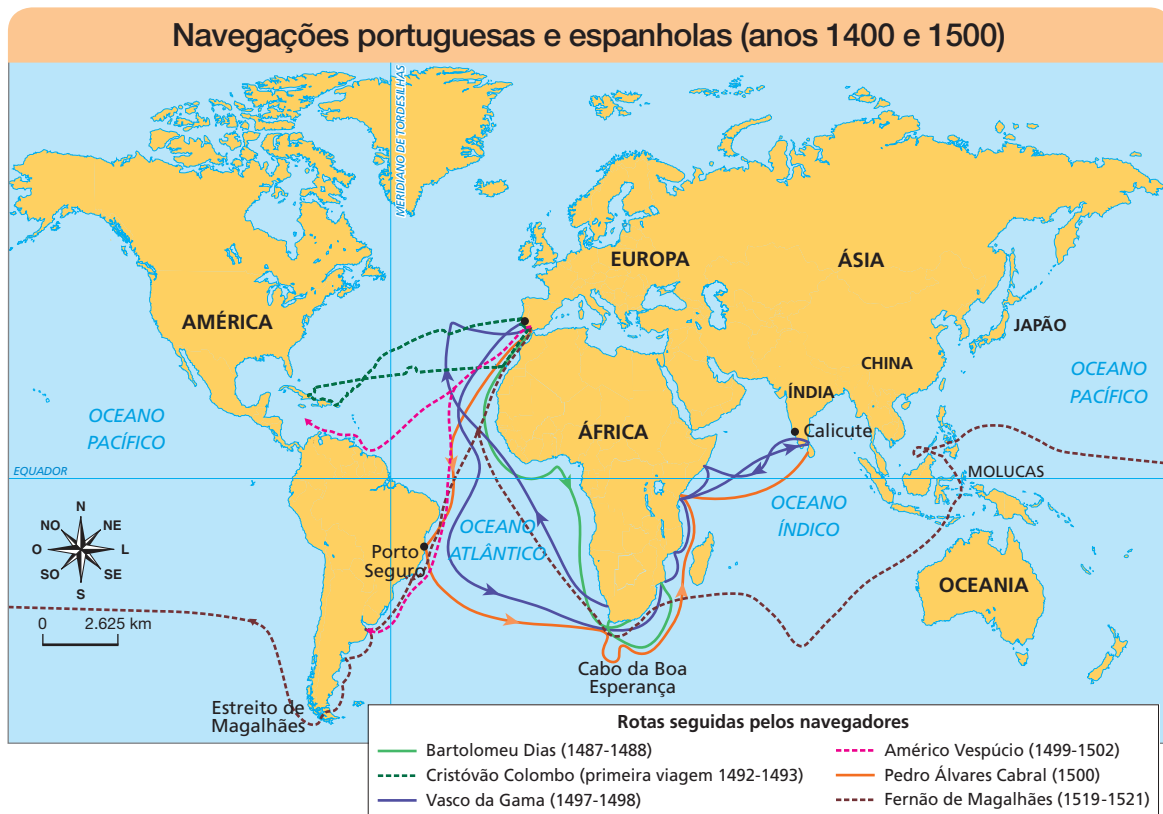 Navegações portuguesas e espanholas (anos 1400 e 1500)
MERIDIANO DE TORDESILHAS
EUROPA
ÁSIA
AMÉRICA
JAPÃO
CHINA
OCEANO
PACÍFICO
ÍNDIA
OCEANO
PACÍFICO
ÁFRICA
Calicute
EQUADOR
MOLUCAS
OCEANO
ÍNDICO
OCEANO
ATLÂNTICO
N
NO
NE
O
L
SO
SE
S
Porto
Seguro
OCEANIA
0 2.625 km
Cabo da Boa
Esperança
Estreito de
Magalhães
Rotas seguidas pelos navegadores
Bartolomeu Dias (1487-1488)
Cristóvão Colombo (primeira viagem 1492-1493)
Vasco da Gama (1497-1498)
Américo Vespúcio (1499-1502)
Pedro Álvares Cabral (1500)
Fernão de Magalhães (1519-1521)